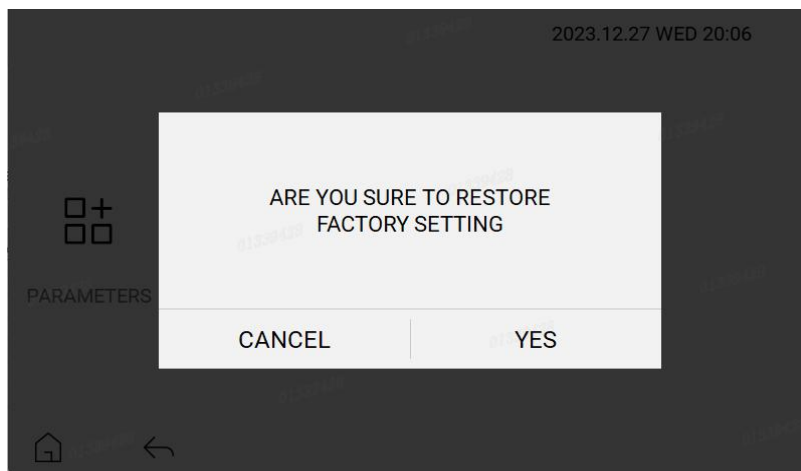 2023.12.27 WED 20:06
ARE YOU SURE TO RESTORE
FACTORY SETTING
PARAMETERS
CANCEL
YES